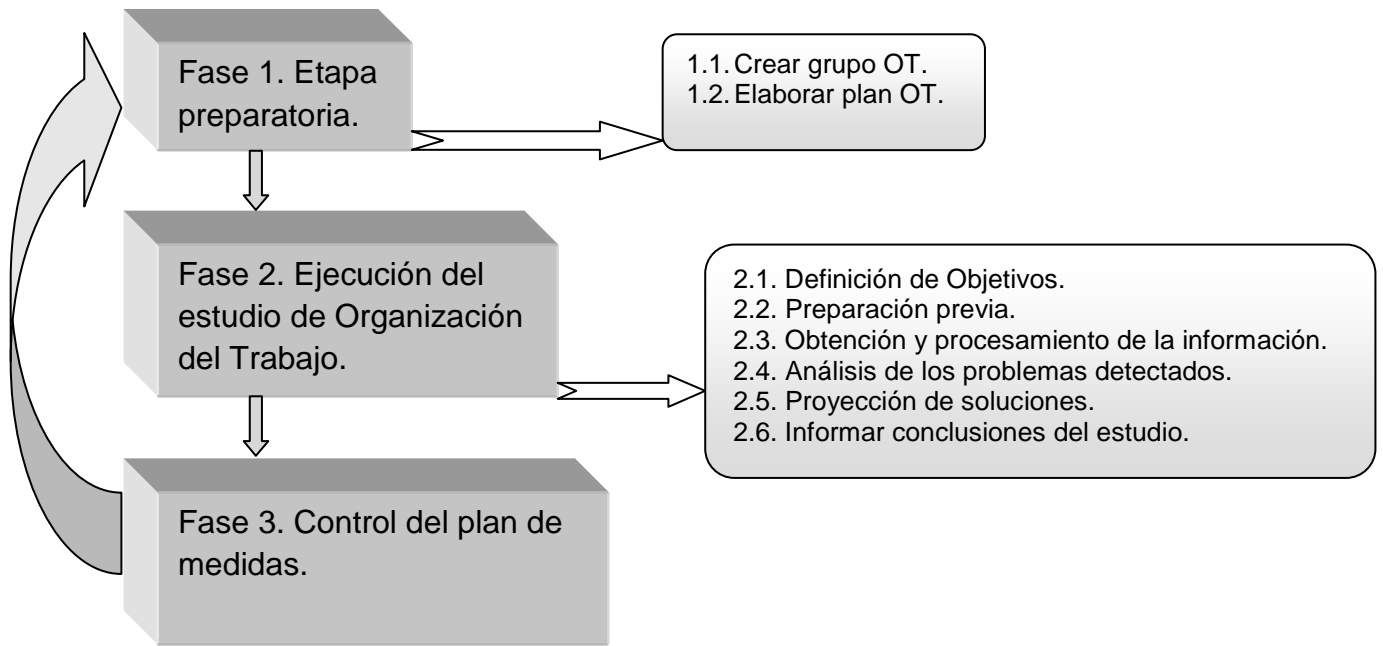 Fase 1. Etapa
preparatoria.
1.1. Crear grupo OT.
1.2. Elaborar plan OT.
Fase 2. Ejecución del
estudio de Organización
del Trabajo.
2.1. Definición de Objetivos.
2.2. Preparación previa.
2.3. Obtención y procesamiento de la información.
2.4. Análisis de los problemas detectados.
2.5. Proyección de soluciones.
2.6. Informar conclusiones del estudio.
Fase 3. Control del plan de
medidas.